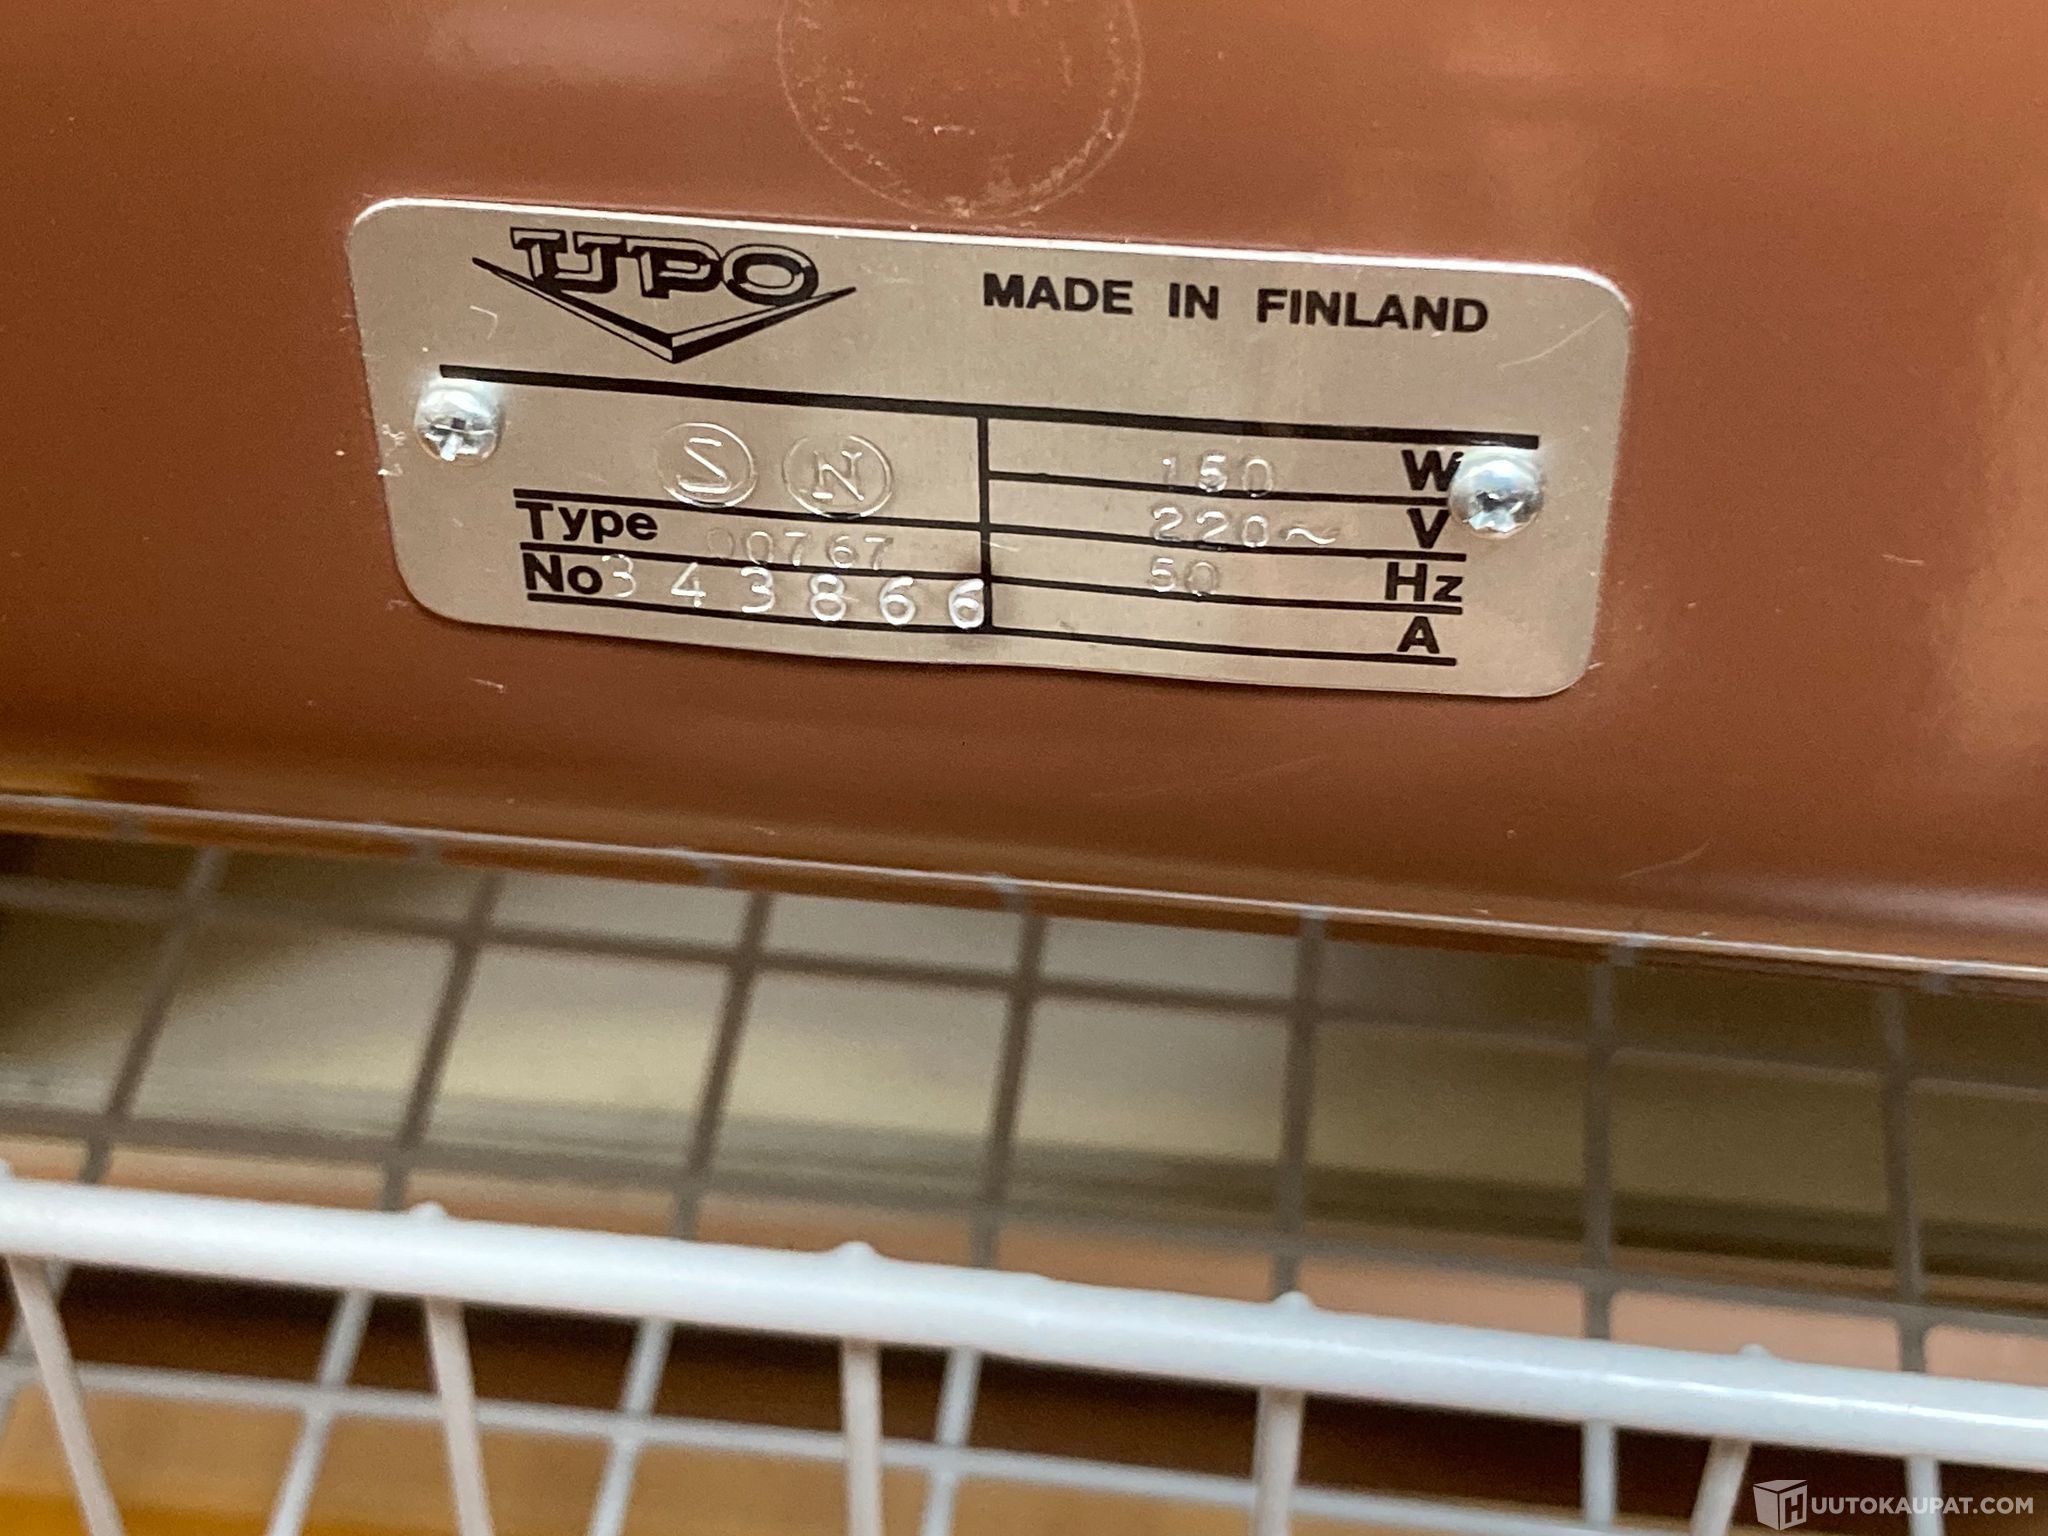 UPO
MADE IN FINLAND
S N
150 W
Type 00767
220~ V
No 343866
50 Hz
A
HUUTOKAUPAT.COM